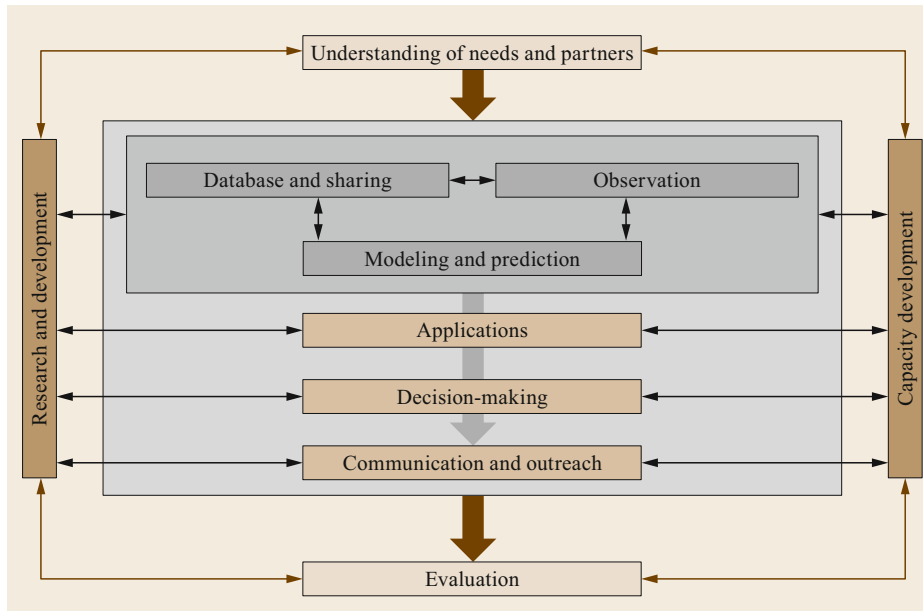 Understanding of needs and partners
Database and sharing
Observation
Modeling and prediction
Research and development
Capacity development
Applications
Decision-making
Communication and outreach
Evaluation